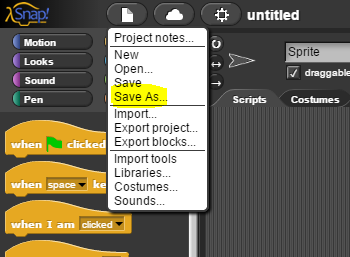 Snap!
untitled
Motion
Looks
Sound
Pen
Project notes...
New
Open...
Save
Save As...
Import...
Export project...
Export blocks...
Import tools
Libraries...
Costumes...
Sounds...
Sprite
draggable
Scripts
Costumes
when clicked
when space ke
when I am clicked